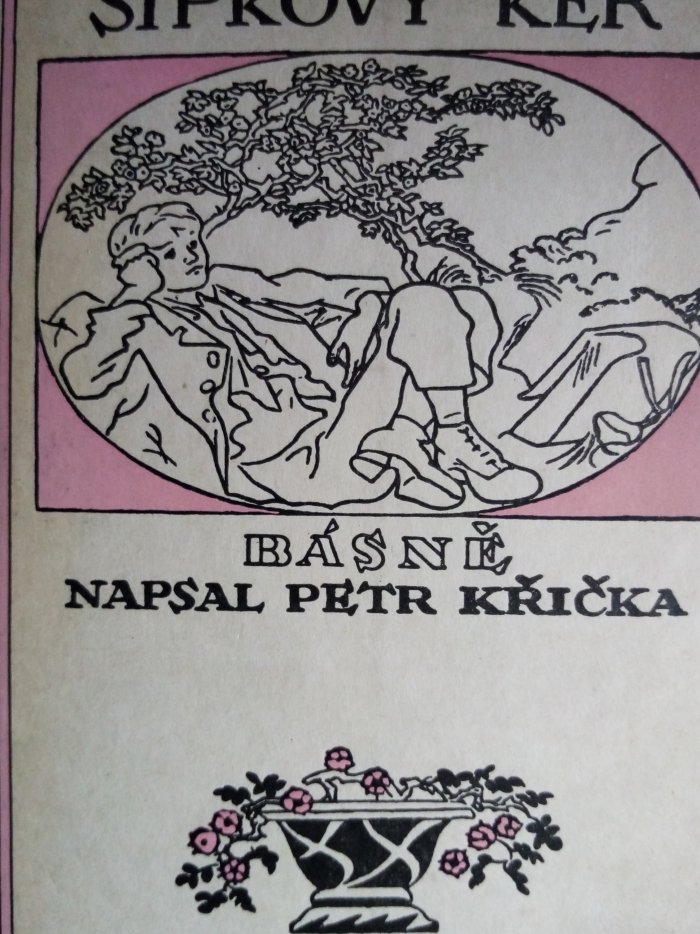 ŠÍPKOVÝ KEŘ
BÁSNĚ
NAPSAL PETR KŘIČKA